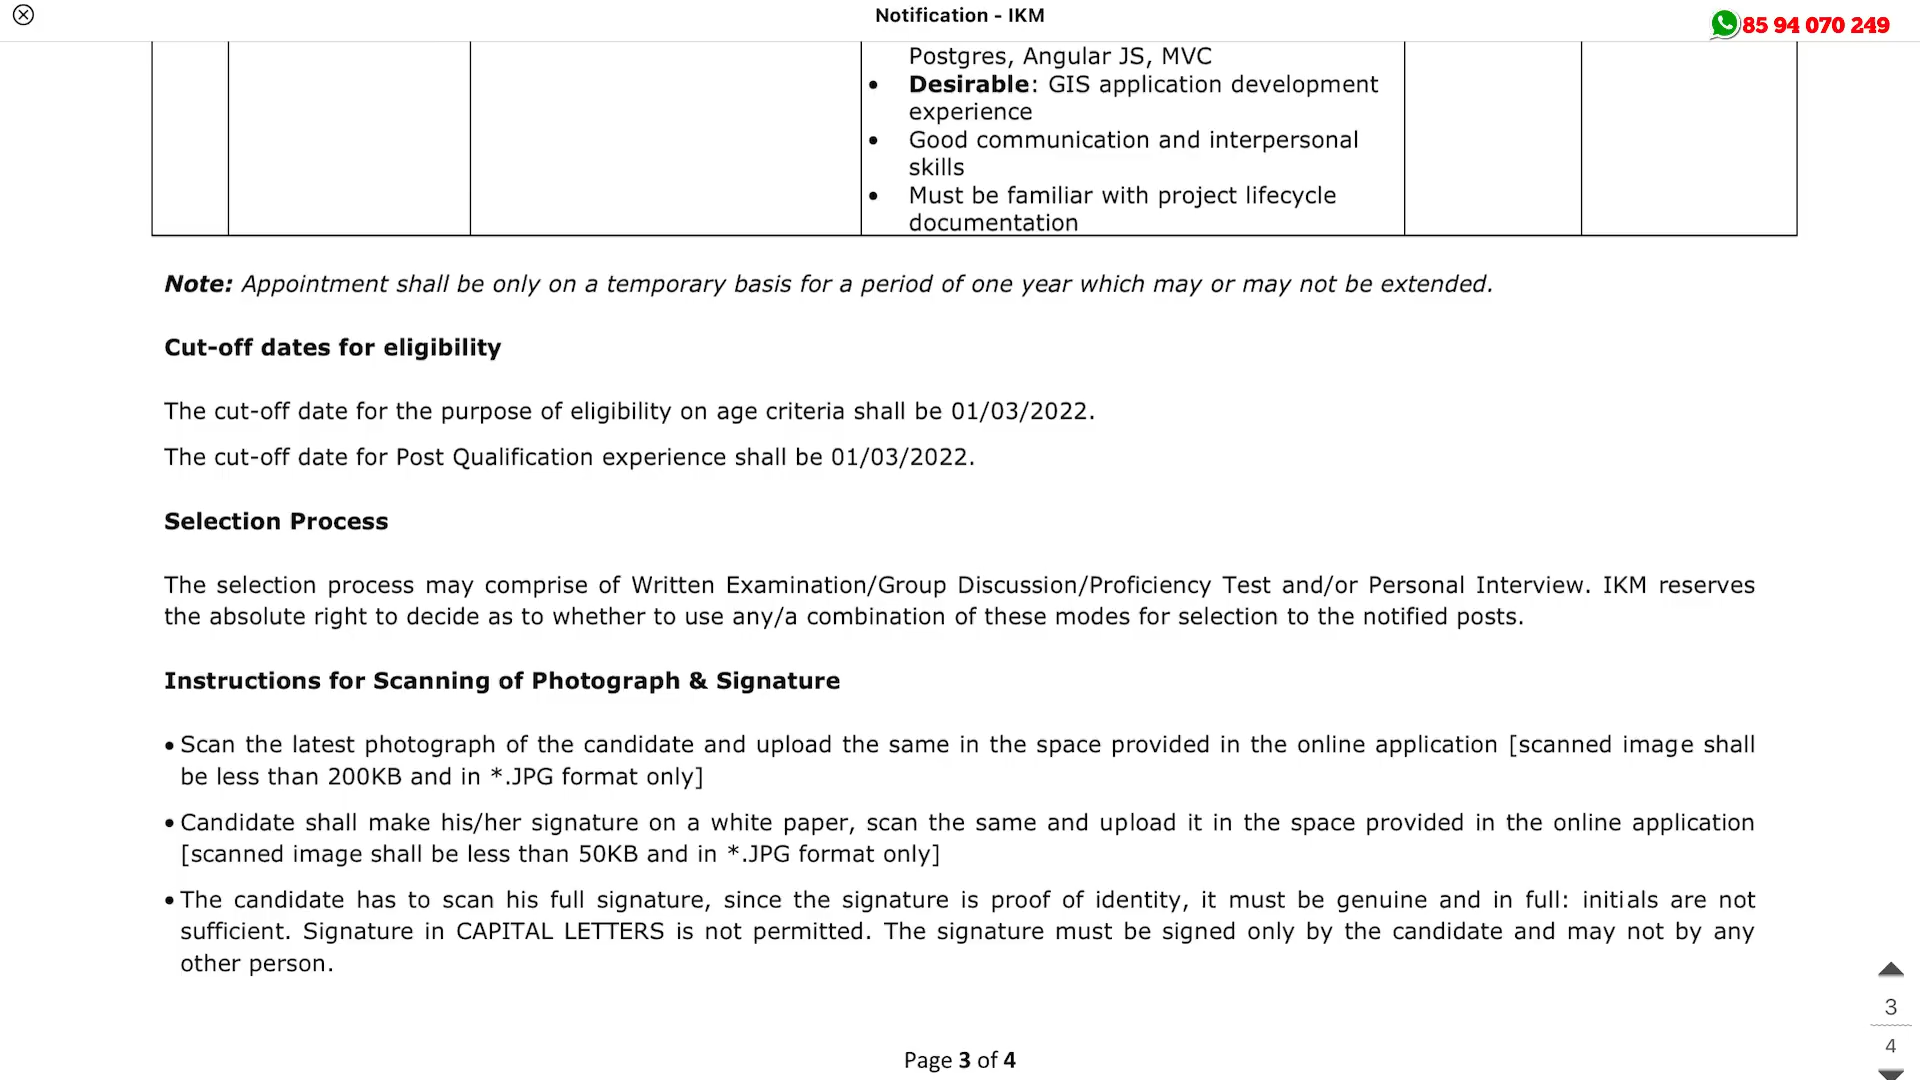 Notification - IKM
85 94 070 249
Postgres, Angular JS, MVC
• Desirable: GIS application development
experience
• Good communication and interpersonal
skills
• Must be familiar with project lifecycle
documentation
Note: Appointment shall be only on a temporary basis for a period of one year which may or may not be extended.
Cut-off dates for eligibility
The cut-off date for the purpose of eligibility on age criteria shall be 01/03/2022.
The cut-off date for Post Qualification experience shall be 01/03/2022.
Selection Process
The selection process may comprise of Written Examination/Group Discussion/Proficiency Test and/or Personal Interview. IKM reserves
the absolute right to decide as to whether to use any/a combination of these modes for selection to the notified posts.
Instructions for Scanning of Photograph & Signature
• Scan the latest photograph of the candidate and upload the same in the space provided in the online application [scanned image shall
be less than 200KB and in *.JPG format only]
• Candidate shall make his/her signature on a white paper, scan the same and upload it in the space provided in the online application
[scanned image shall be less than 50KB and in *.JPG format only]
• The candidate has to scan his full signature, since the signature is proof of identity, it must be genuine and in full: initials are not
sufficient. Signature in CAPITAL LETTERS is not permitted. The signature must be signed only by the candidate and may not by any
other person.
3
4
Page 3 of 4